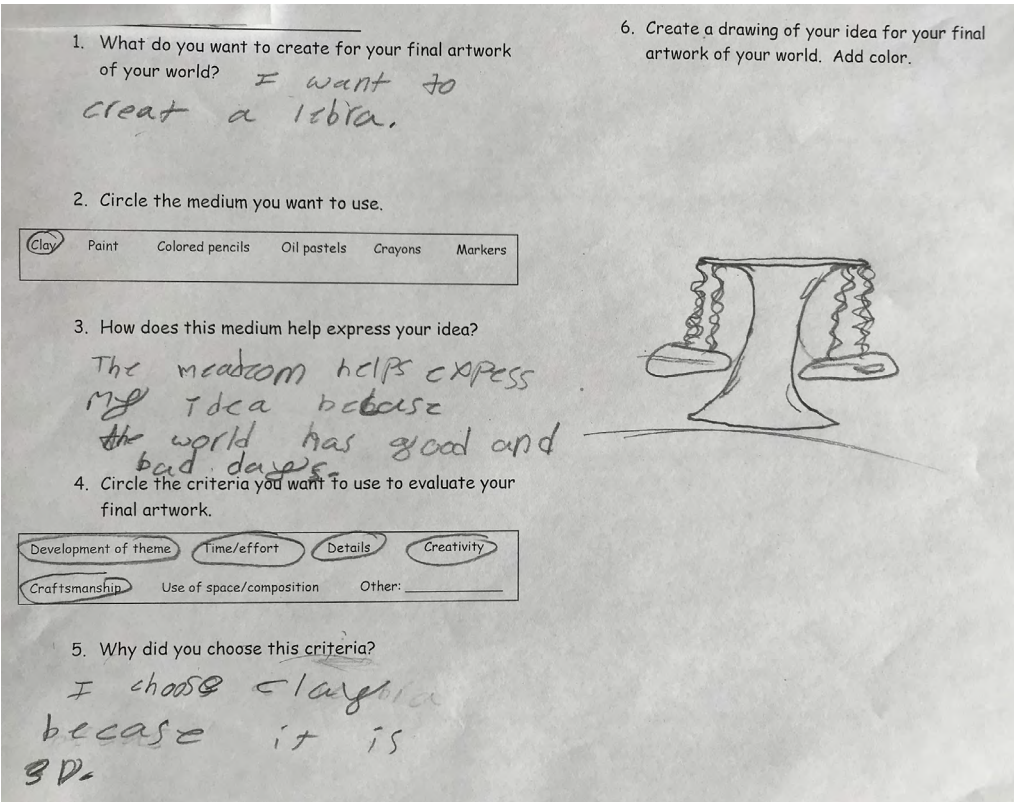 1. What do you want to create for your final artwork
of your world? I want to
creat a libra.
2. Circle the medium you want to use.
Clay Paint Colored pencils Oil pastels Crayons Markers
3. How does this medium help express your idea?
The meateom helps expess
my idea bebause
the world has good and
bad days.
4. Circle the criteria you want to use to evaluate your
final artwork.
Development of theme Time/effort Details Creativity
Craftsmanship Use of space/composition Other:
5. Why did you choose this criteria?
I choose clay
becase it is
3D.
6. Create a drawing of your idea for your final
artwork of your world. Add color.